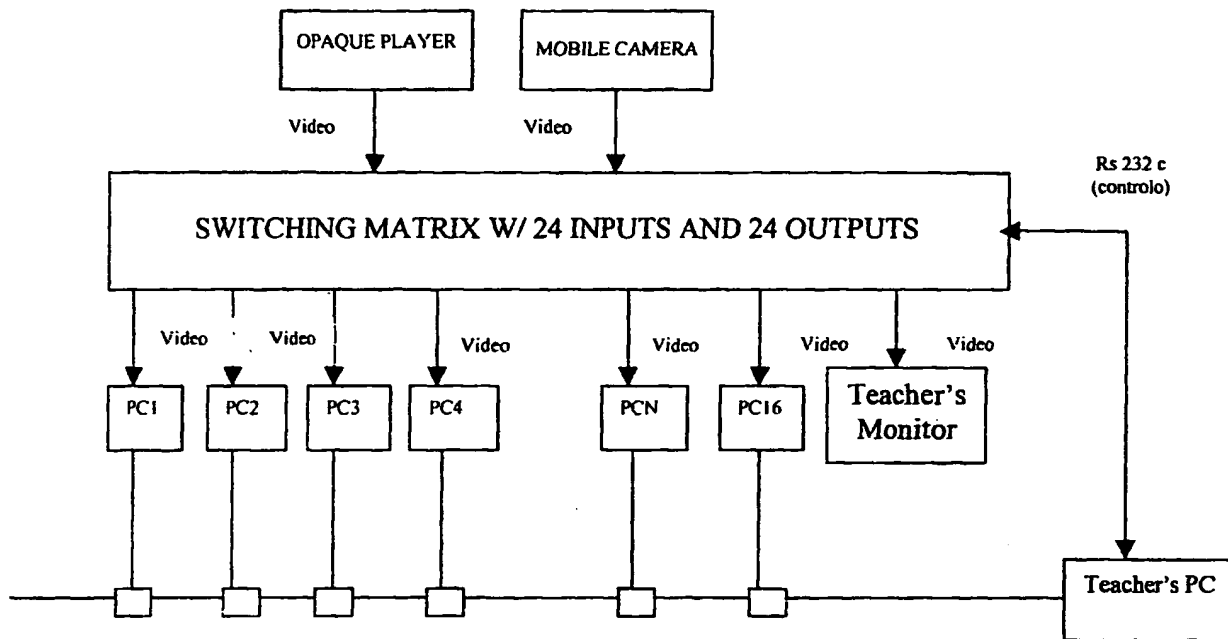 OPAQUE PLAYER
MOBILE CAMERA
Video
Video
Rs 232 c
(controlo)
SWITCHING MATRIX W/ 24 INPUTS AND 24 OUTPUTS
Video
Video
Video
Video
Video
Video
PC1
PC2
PC3
PC4
PCN
PC16
Teacher's
Monitor
Teacher's PC